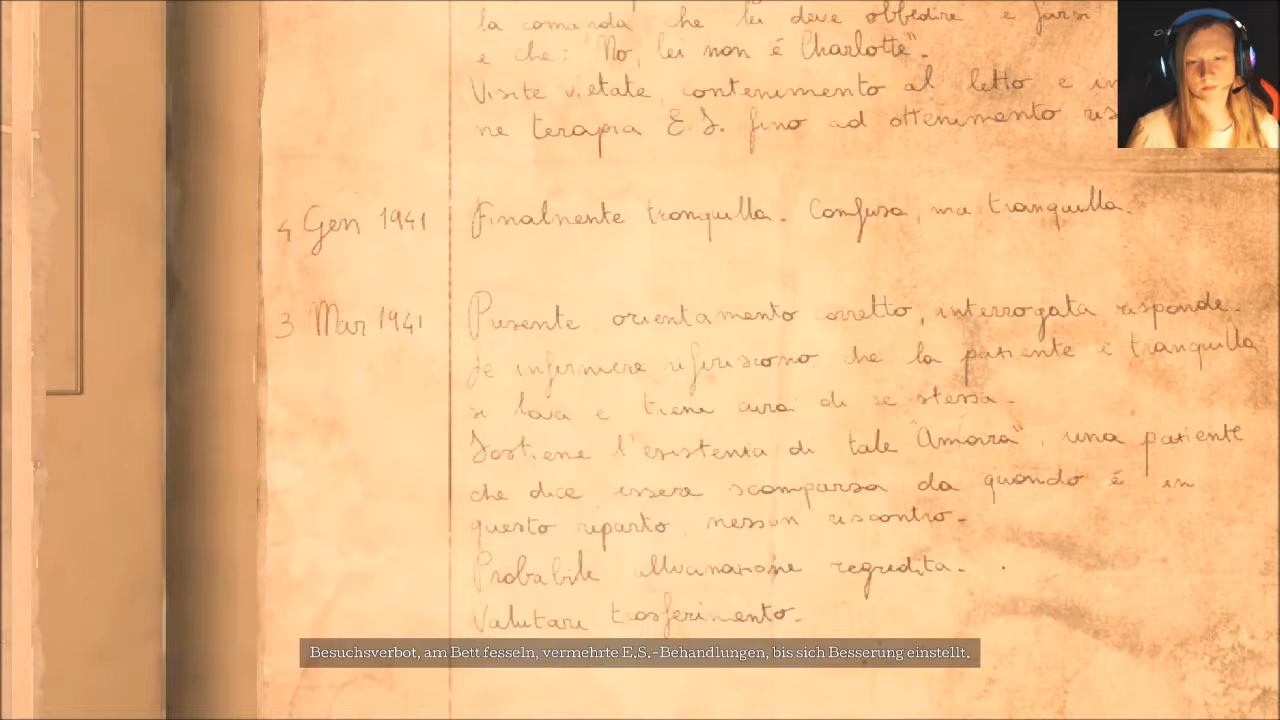 la comanda che lei deve obbedire e farsi
e che: "No, lei non é Charlotte".
Visite vietate, contenimento al letto e in
ne terapia E.S. fino ad ottenimento ris
4 Gen 1941 Finalmente tranquilla. Confusa, ma tranquilla.
3 Mar 1941 Presente, orientamento corretto, interrogata risponde.
Le infermiere riferiscono che la paziente è tranquilla
si lava e tiene cura di se stessa.
Sostiene l'esistenza di tale "Amara", una paziente
che dice essere scomparsa da quando é in
questo reparto, nessun riscontro.
Probabile allucinazione regredita.
Valutare trasferimento.
Besuchsverbot, am Bett fesseln, vermehrte E.S.-Behandlungen, bis sich Besserung einstellt.